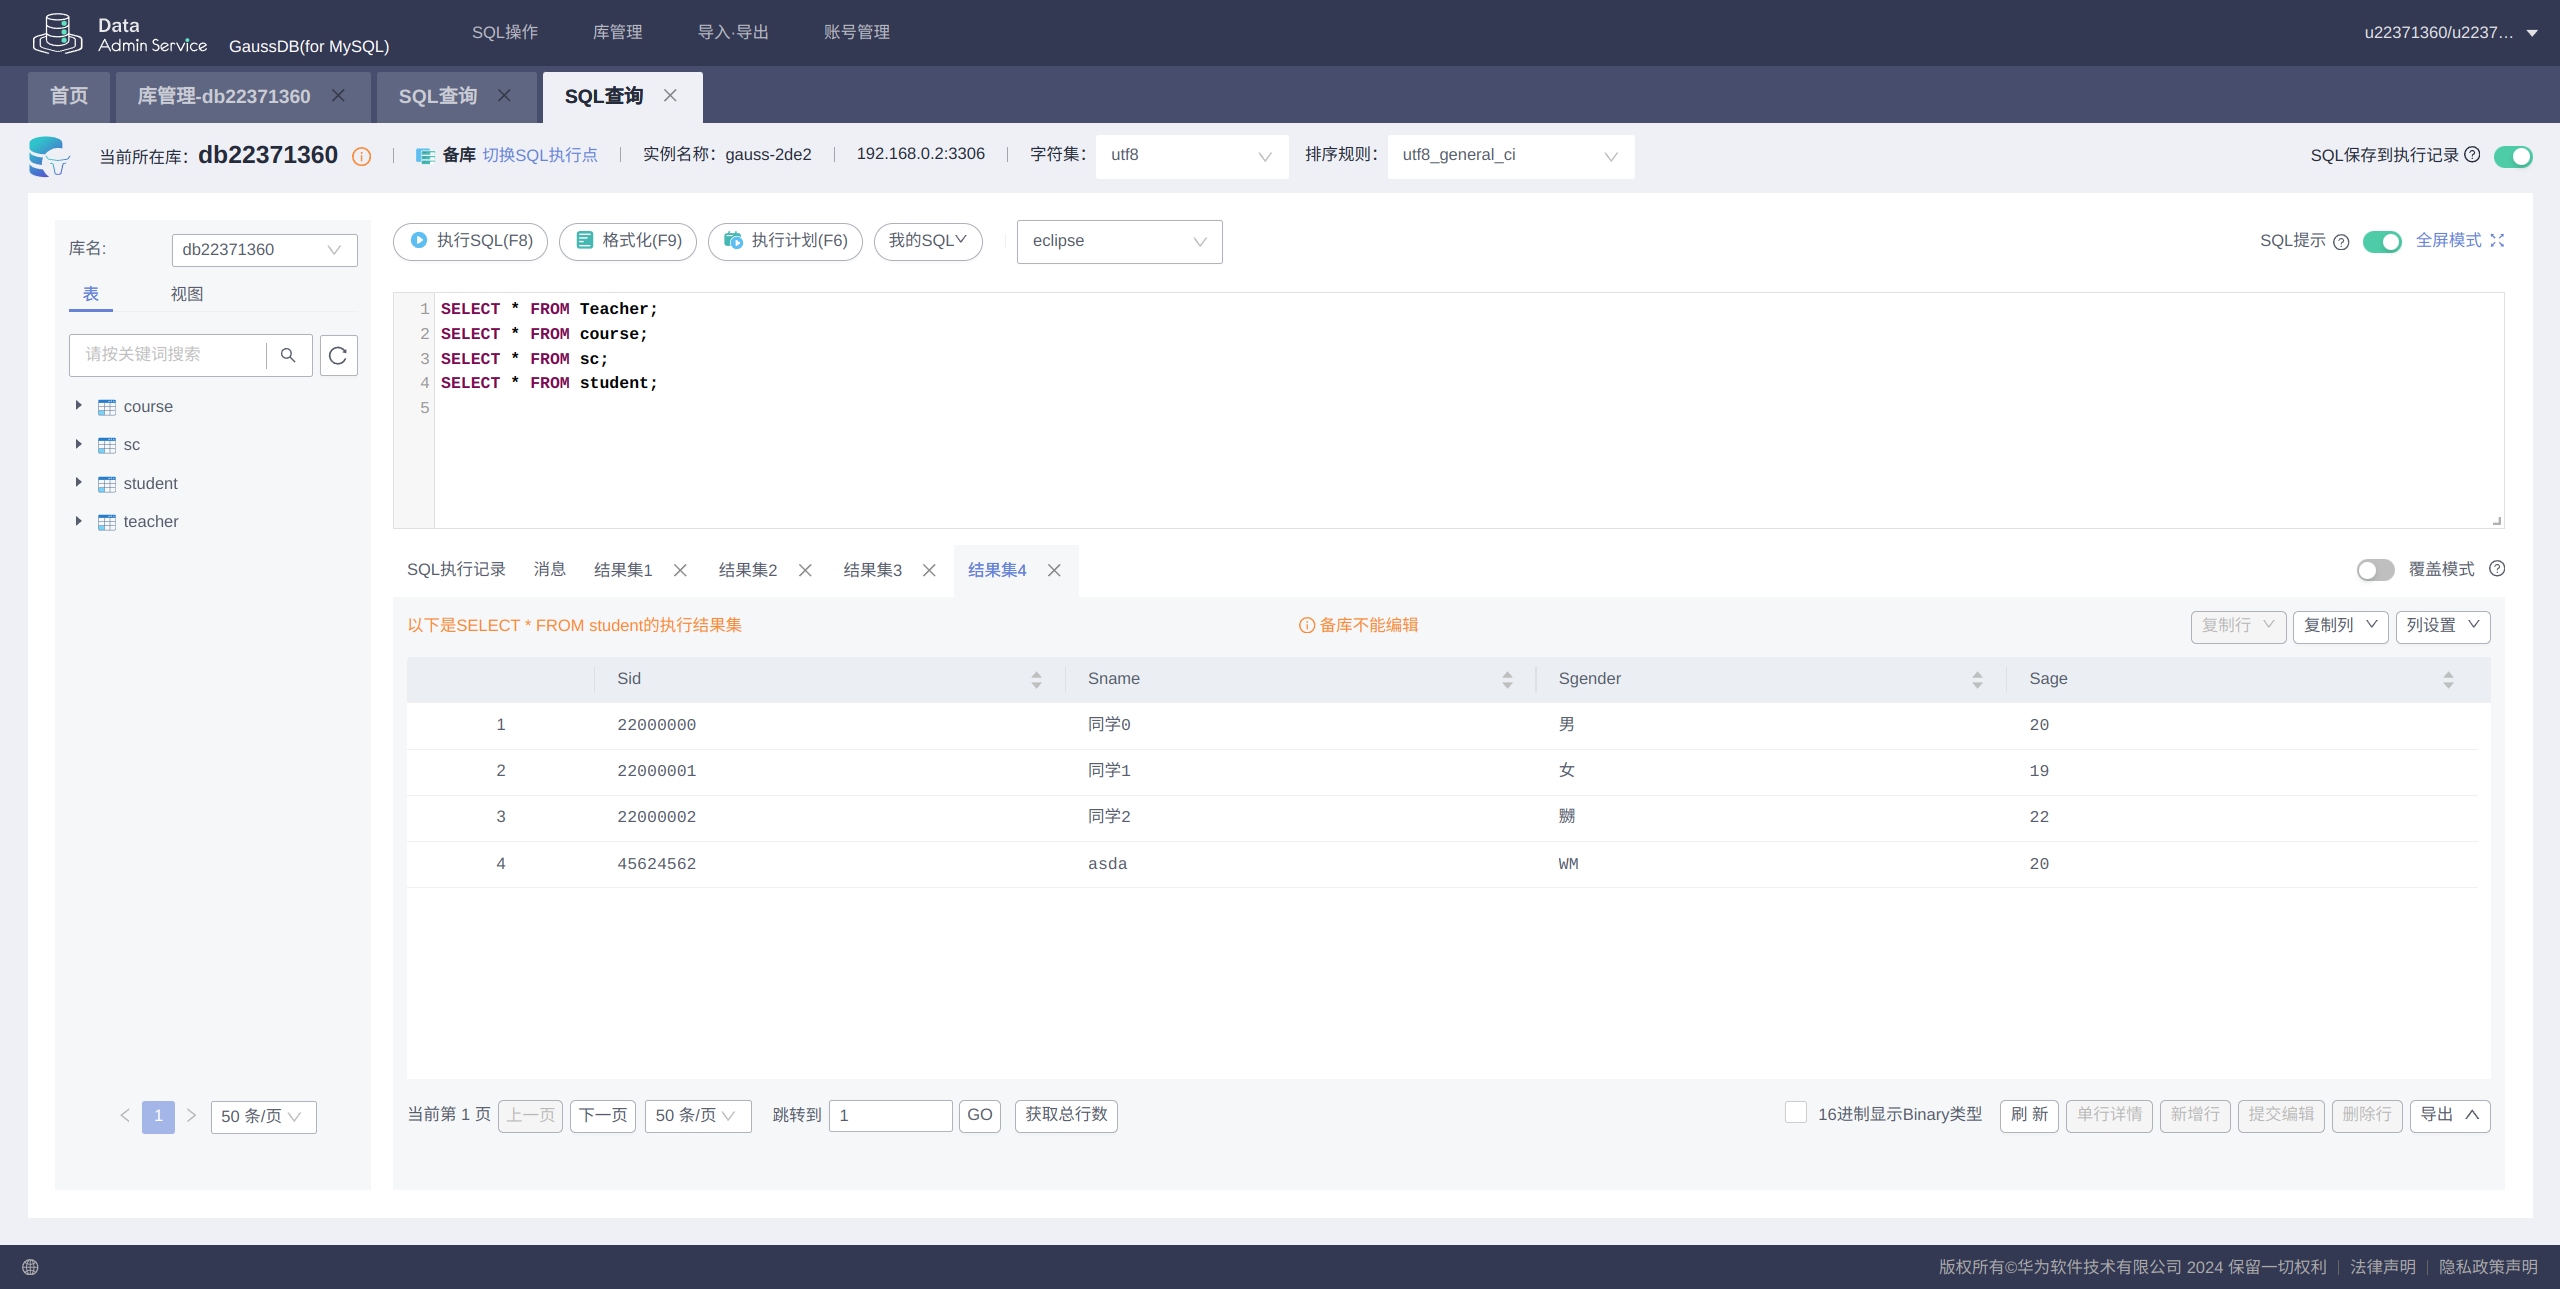 Data
Admin Service GaussDB(for MySQL) SQL操作 库管理 导入·导出 账号管理 u22371360/u2237...
首页 库管理-db22371360 SQL查询 SQL查询
当前所在库: db22371360 备库 切换SQL执行点 实例名称: gauss-2de2 192.168.0.2:3306 字符集: utf8 排序规则: utf8_general_ci SQL保存到执行记录
库名: db22371360
执行SQL(F8) 格式化(F9) 执行计划(F6) 我的SQL eclipse SQL提示 全屏模式
表 视图
请按关键词搜索
course
sc
student
teacher
1 SELECT * FROM Teacher;
2 SELECT * FROM course;
3 SELECT * FROM sc;
4 SELECT * FROM student;
5
SQL执行记录 消息 结果集1 结果集2 结果集3 结果集4 覆盖模式
以下是SELECT * FROM student的执行结果集 备库不能编辑 复制行 复制列 列设置
Sid Sname Sgender Sage
1 22000000 同学0 男 20
2 22000001 同学1 女 19
3 22000002 同学2 嬲 22
4 45624562 asda WM 20
1 50 条/页
当前第 1 页 上一页 下一页 50 条/页 跳转到 1 GO 获取总行数 16进制显示Binary类型 刷 新 单行详情 新增行 提交编辑 删除行 导出
版权所有©华为软件技术有限公司 2024 保留一切权利 法律声明 隐私政策声明